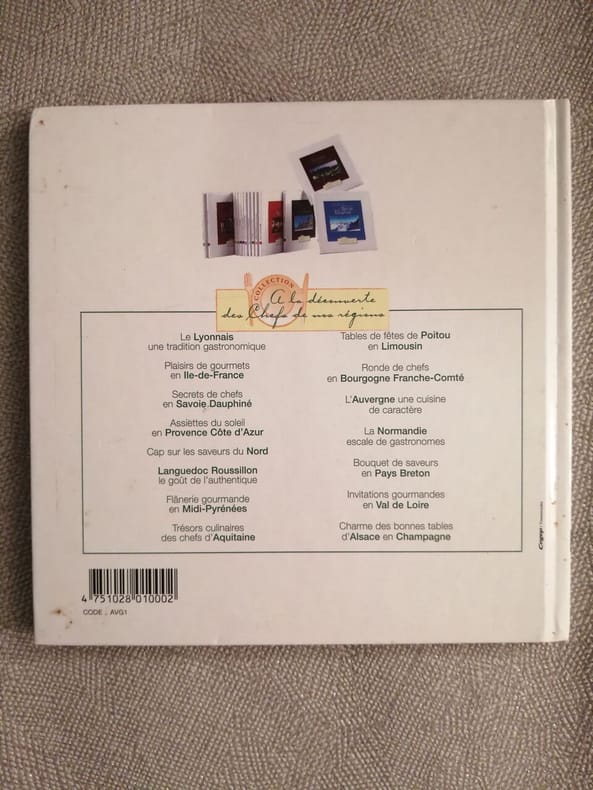 COLLECTION
A la découverte
des Chefs de nos régions
Le Lyonnais
une tradition gastronomique
Plaisirs de gourmets
en Ile-de-France
Secrets de chefs
en Savoie Dauphiné
Assiettes du soleil
en Provence Côte d'Azur
Cap sur les saveurs du Nord
Languedoc Roussillon
le goût de l'authentique
Flânerie gourmande
en Midi-Pyrénées
Trésors culinaires
des chefs d'Aquitaine
Tables de fêtes de Poitou
en Limousin
Ronde de chefs
en Bourgogne Franche-Comté
L'Auvergne une cuisine
de caractère
La Normandie
escale de gastronomes
Bouquet de saveurs
en Pays Breton
Invitations gourmandes
en Val de Loire
Charme des bonnes tables
d'Alsace en Champagne
4 751028 010002
CODE . AVG1